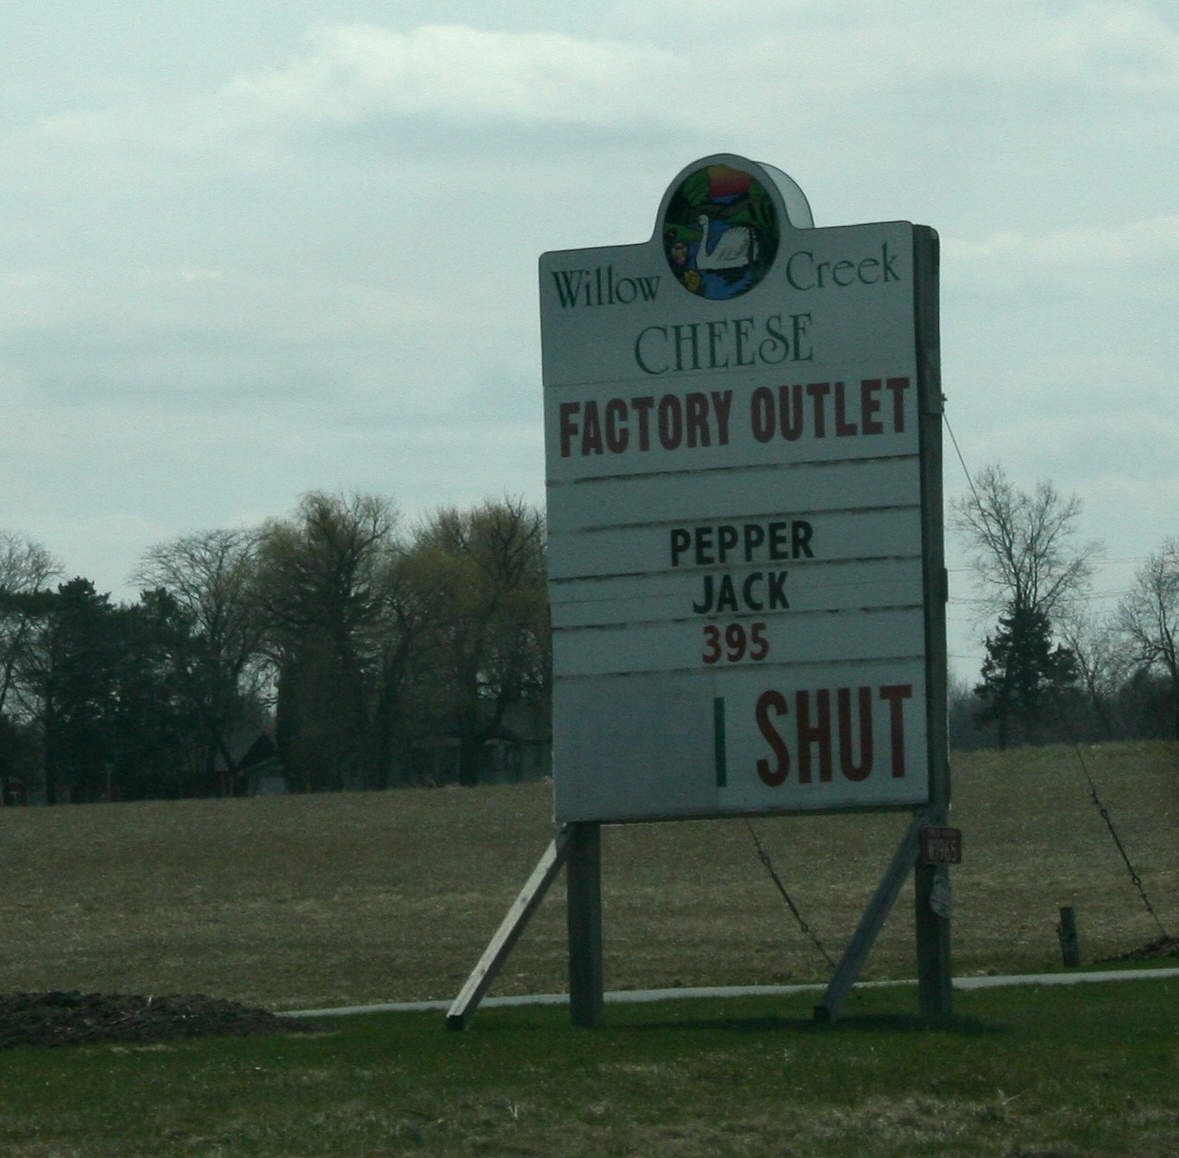 Willow Creek
CHEESE
FACTORY OUTLET
PEPPER
JACK
395
SHUT